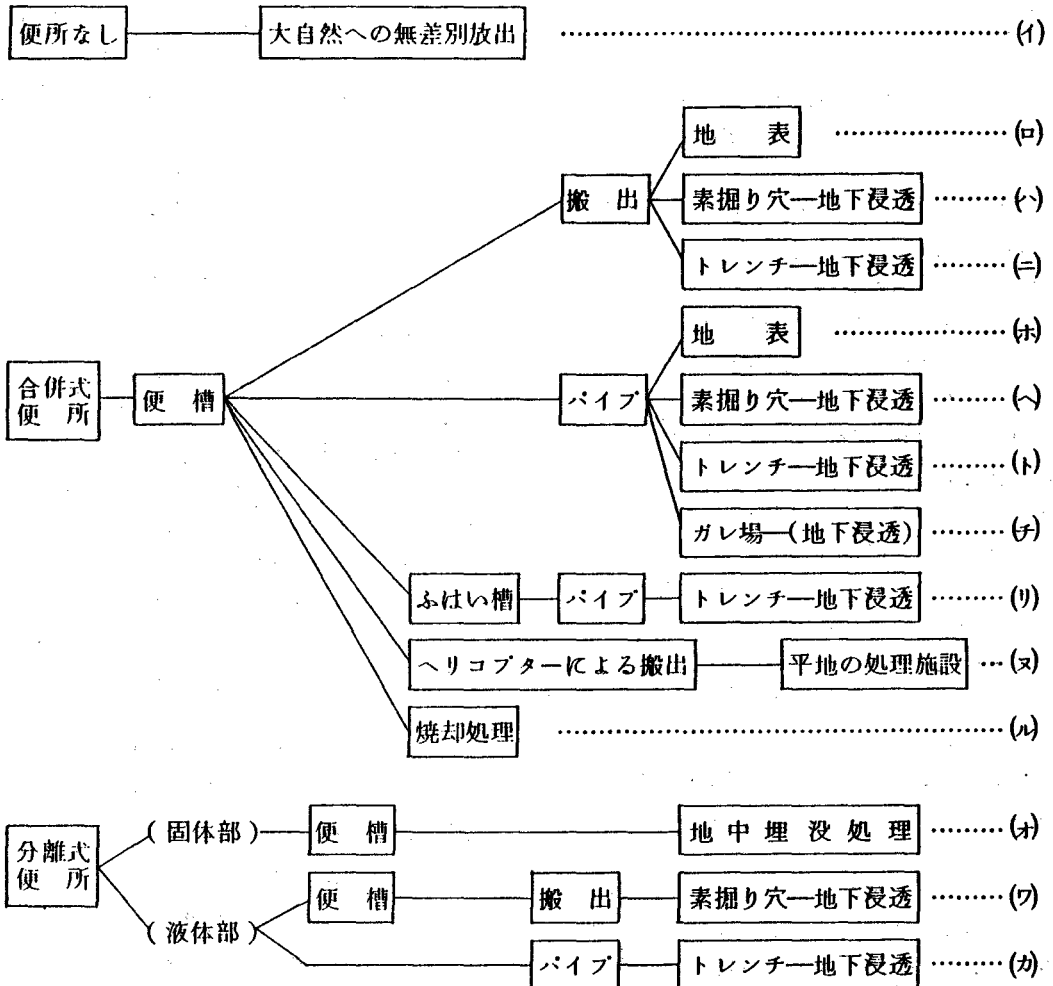 便所なし 大自然への無差別放出 …… (イ)
地 表 …… (ロ)
搬 出 素掘り穴―地下浸透 …… (ハ)
トレンチ―地下浸透 …… (ニ)
地 表 …… (ホ)
合併式
便 所
便 槽 パイプ 素掘り穴―地下浸透 …… (ヘ)
トレンチ―地下浸透 …… (ト)
ガレ場―(地下浸透) …… (チ)
ふはい槽 パイプ トレンチ―地下浸透 …… (リ)
ヘリコプターによる搬出 平地の処理施設 … (ヌ)
焼却処理 …… (ル)
分離式
便 所
(固体部) 便 槽 地中埋没処理 …… (オ)
(液体部) 便 槽 搬 出 素掘り穴―地下浸透 …… (ワ)
パイプ トレンチ―地下浸透 …… (カ)